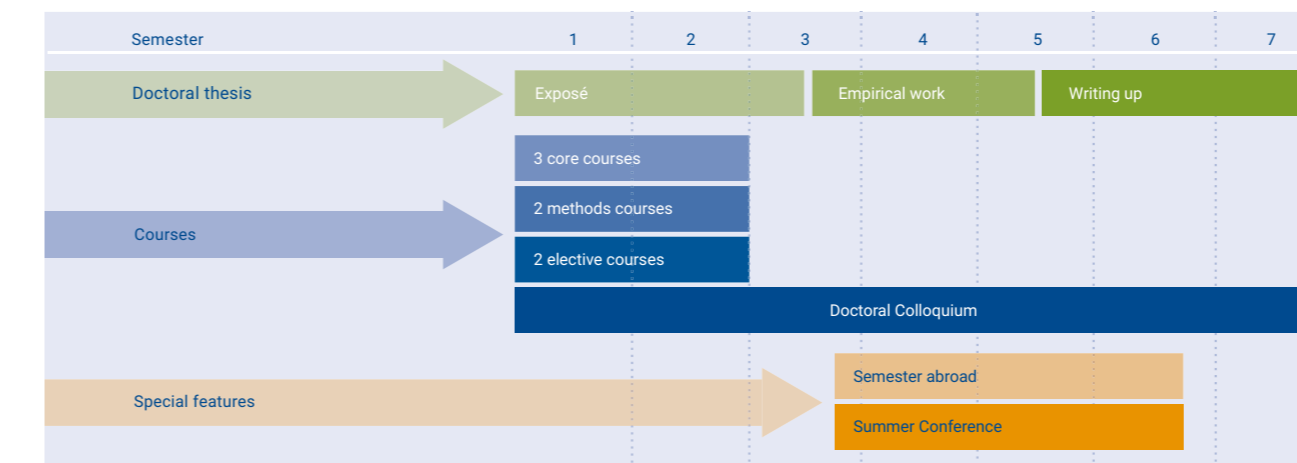 Semester 1 2 3 4 5 6 7
Doctoral thesis Exposé Empirical work Writing up
3 core courses
2 methods courses
Courses
2 elective courses
Doctoral Colloquium
Semester abroad
Special features
Summer Conference